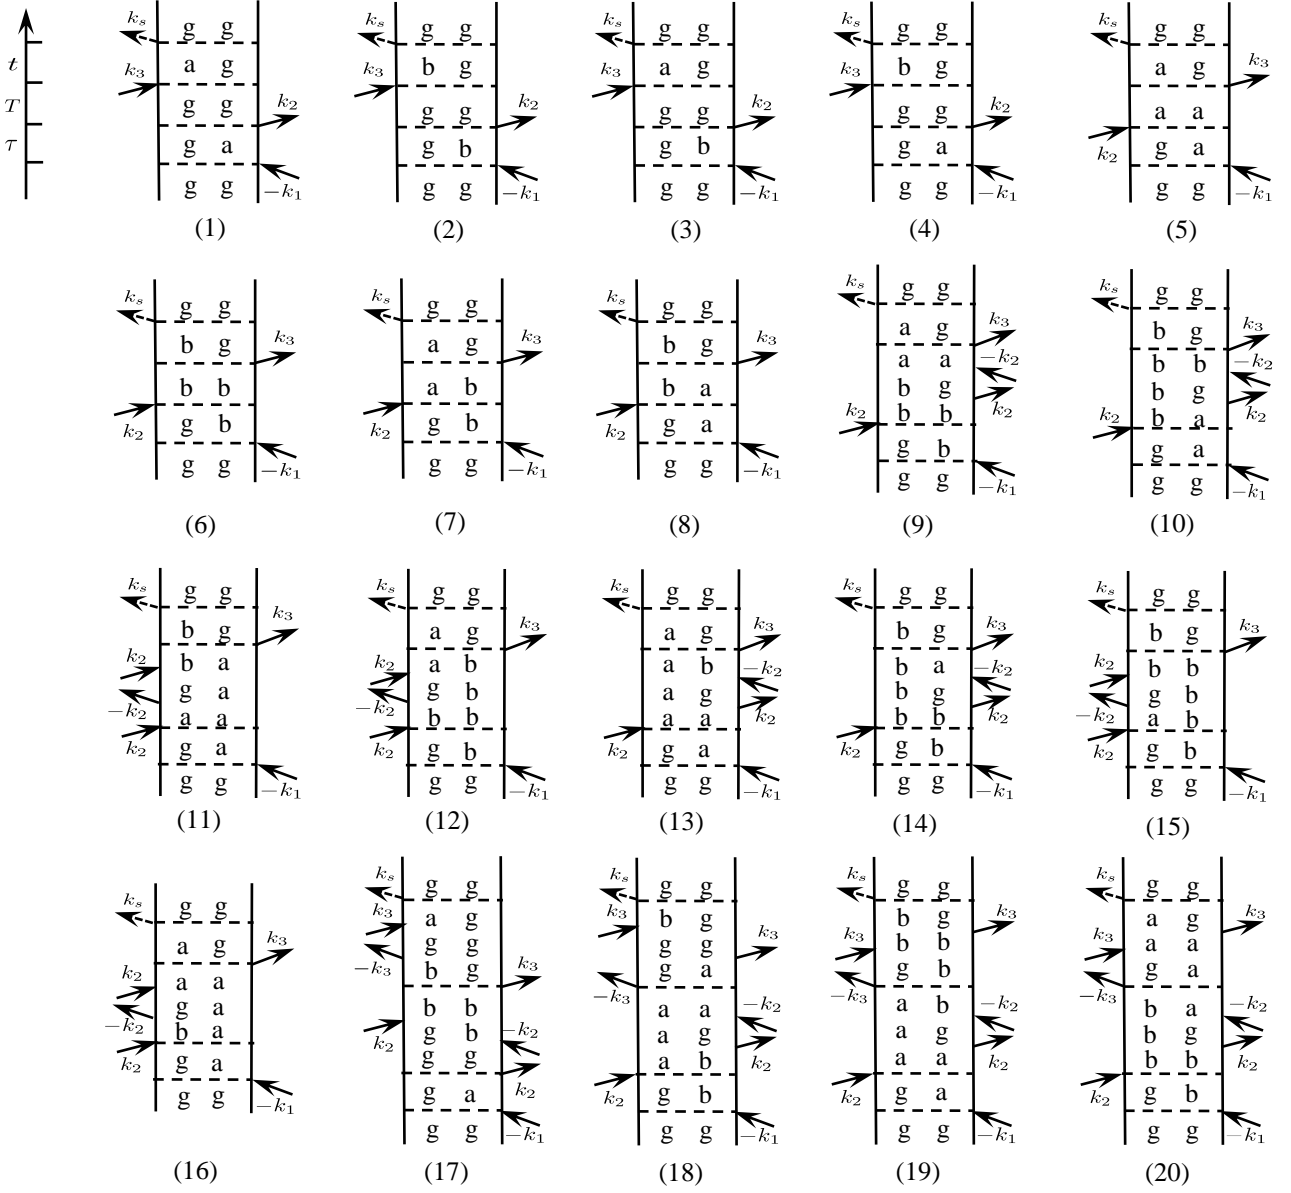 t
T
τ
k_s g g
a g
k_3
g g k_2
g a
g g −k_1
(1)
k_s g g
b g
k_3
g g k_2
g b
g g −k_1
(2)
k_s g g
a g
k_3
g g k_2
g b
g g −k_1
(3)
k_s g g
b g
k_3
g g k_2
g a
g g −k_1
(4)
k_s g g
a g k_3
a a
k_2 g a
g g −k_1
(5)
k_s g g
b g k_3
b b
k_2 g b
g g −k_1
(6)
k_s g g
a g k_3
a b
k_2 g b
g g −k_1
(7)
k_s g g
b g k_3
b a
k_2 g a
g g −k_1
(8)
k_s g g
a g k_3
a a −k_2
b g
k_2 b b k_2
g b
g g −k_1
(9)
k_s g g
b g k_3
b b −k_2
b g
k_2 b a k_2
g a
g g −k_1
(10)
k_s g g
b g k_3
k_2 b a
g a
−k_2 a a
k_2 g a
g g −k_1
(11)
k_s g g
a g k_3
k_2 a b
g b
−k_2 b b
k_2 g b
g g −k_1
(12)
k_s g g
a g k_3
a b −k_2
a g
a a k_2
k_2 g a
g g −k_1
(13)
k_s g g
b g k_3
b a −k_2
b g
b b k_2
k_2 g b
g g −k_1
(14)
k_s g g
b g k_3
k_2 b b
g b
−k_2 a b
k_2 g b
g g −k_1
(15)
k_s g g
a g k_3
k_2 a a
g a
−k_2 b a
k_2 g a
g g −k_1
(16)
k_s g g
k_3 a g
g g
−k_3 b g k_3
b b
k_2 g b −k_2
g g k_2
g a
g g −k_1
(17)
k_s g g
k_3 b g
g g k_3
g a
−k_3 a a −k_2
a g
a b k_2
k_2 g b
g g −k_1
(18)
k_s g g
b g k_3
k_3 b b
g b
−k_3 a b −k_2
a g
a a k_2
k_2 g a
g g −k_1
(19)
k_s g g
a g k_3
k_3 a a
g a
−k_3 b a −k_2
b g
b b k_2
k_2 g b
g g −k_1
(20)